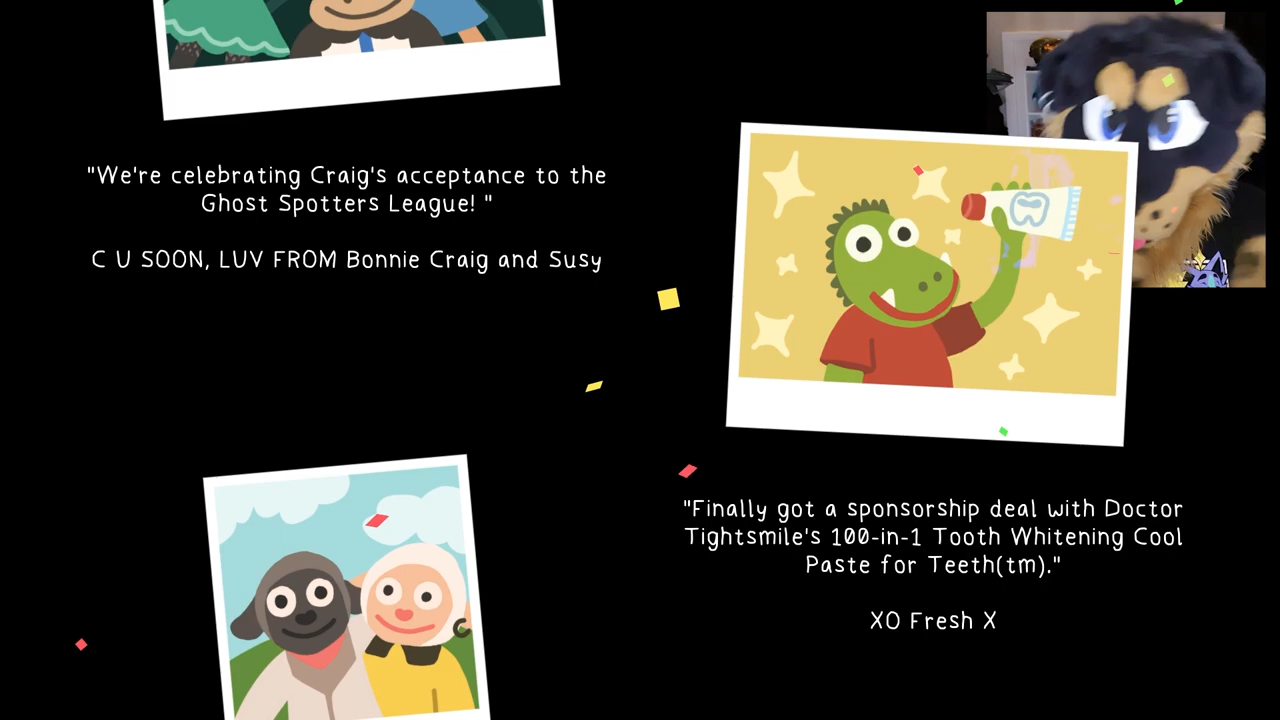 "We're celebrating Craig's acceptance to the
Ghost Spotters League! "
C U SOON, LUV FROM Bonnie Craig and Susy
"Finally got a sponsorship deal with Doctor
Tightsmile's 100-in-1 Tooth Whitening Cool
Paste for Teeth(tm)."
XO Fresh X